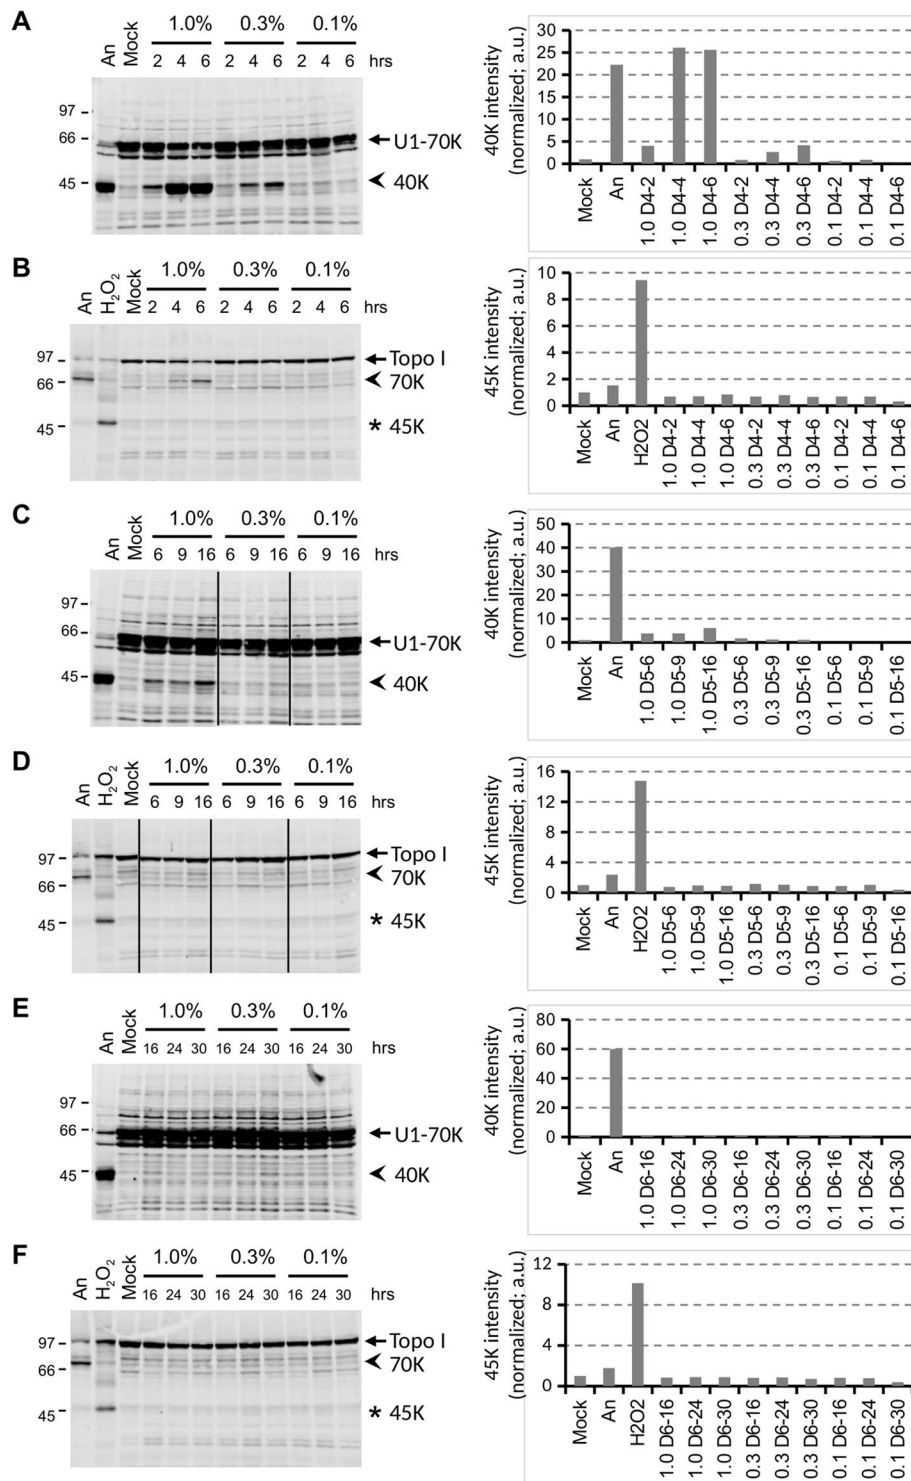 A
An
Mock
1.0%
0.3%
0.1%
2 4 6 2 4 6 2 4 6 hrs
97
66
45
U1-70K
40K
40K intensity
(normalized; a.u.)
30
25
20
15
10
5
0
Mock
An
1.0 D4-2
1.0 D4-4
1.0 D4-6
0.3 D4-2
0.3 D4-4
0.3 D4-6
0.1 D4-2
0.1 D4-4
0.1 D4-6
B
An
H₂O₂
Mock
1.0%
0.3%
0.1%
2 4 6 2 4 6 2 4 6 hrs
97
66
45
Topo I
70K
* 45K
45K intensity
(normalized; a.u.)
10
8
6
4
2
0
Mock
An
H2O2
1.0 D4-2
1.0 D4-4
1.0 D4-6
0.3 D4-2
0.3 D4-4
0.3 D4-6
0.1 D4-2
0.1 D4-4
0.1 D4-6
C
An
Mock
1.0%
0.3%
0.1%
6 9 16 6 9 16 6 9 16 hrs
97
66
45
U1-70K
40K
40K intensity
(normalized; a.u.)
50
40
30
20
10
0
Mock
An
1.0 D5-6
1.0 D5-9
1.0 D5-16
0.3 D5-6
0.3 D5-9
0.3 D5-16
0.1 D5-6
0.1 D5-9
0.1 D5-16
D
An
H₂O₂
Mock
1.0%
0.3%
0.1%
6 9 16 6 9 16 6 9 16 hrs
97
66
45
Topo I
70K
* 45K
45K intensity
(normalized; a.u.)
16
12
8
4
0
Mock
An
H2O2
1.0 D5-6
1.0 D5-9
1.0 D5-16
0.3 D5-6
0.3 D5-9
0.3 D5-16
0.1 D5-6
0.1 D5-9
0.1 D5-16
E
An
Mock
1.0%
0.3%
0.1%
16 24 30 16 24 30 16 24 30 hrs
97
66
45
U1-70K
40K
40K intensity
(normalized; a.u.)
80
60
40
20
0
Mock
An
1.0 D6-16
1.0 D6-24
1.0 D6-30
0.3 D6-16
0.3 D6-24
0.3 D6-30
0.1 D6-16
0.1 D6-24
0.1 D6-30
F
An
H₂O₂
Mock
1.0%
0.3%
0.1%
16 24 30 16 24 30 16 24 30 hrs
97
66
45
Topo I
70K
* 45K
45K intensity
(normalized; a.u.)
12
8
4
0
Mock
An
H2O2
1.0 D6-16
1.0 D6-24
1.0 D6-30
0.3 D6-16
0.3 D6-24
0.3 D6-30
0.1 D6-16
0.1 D6-24
0.1 D6-30